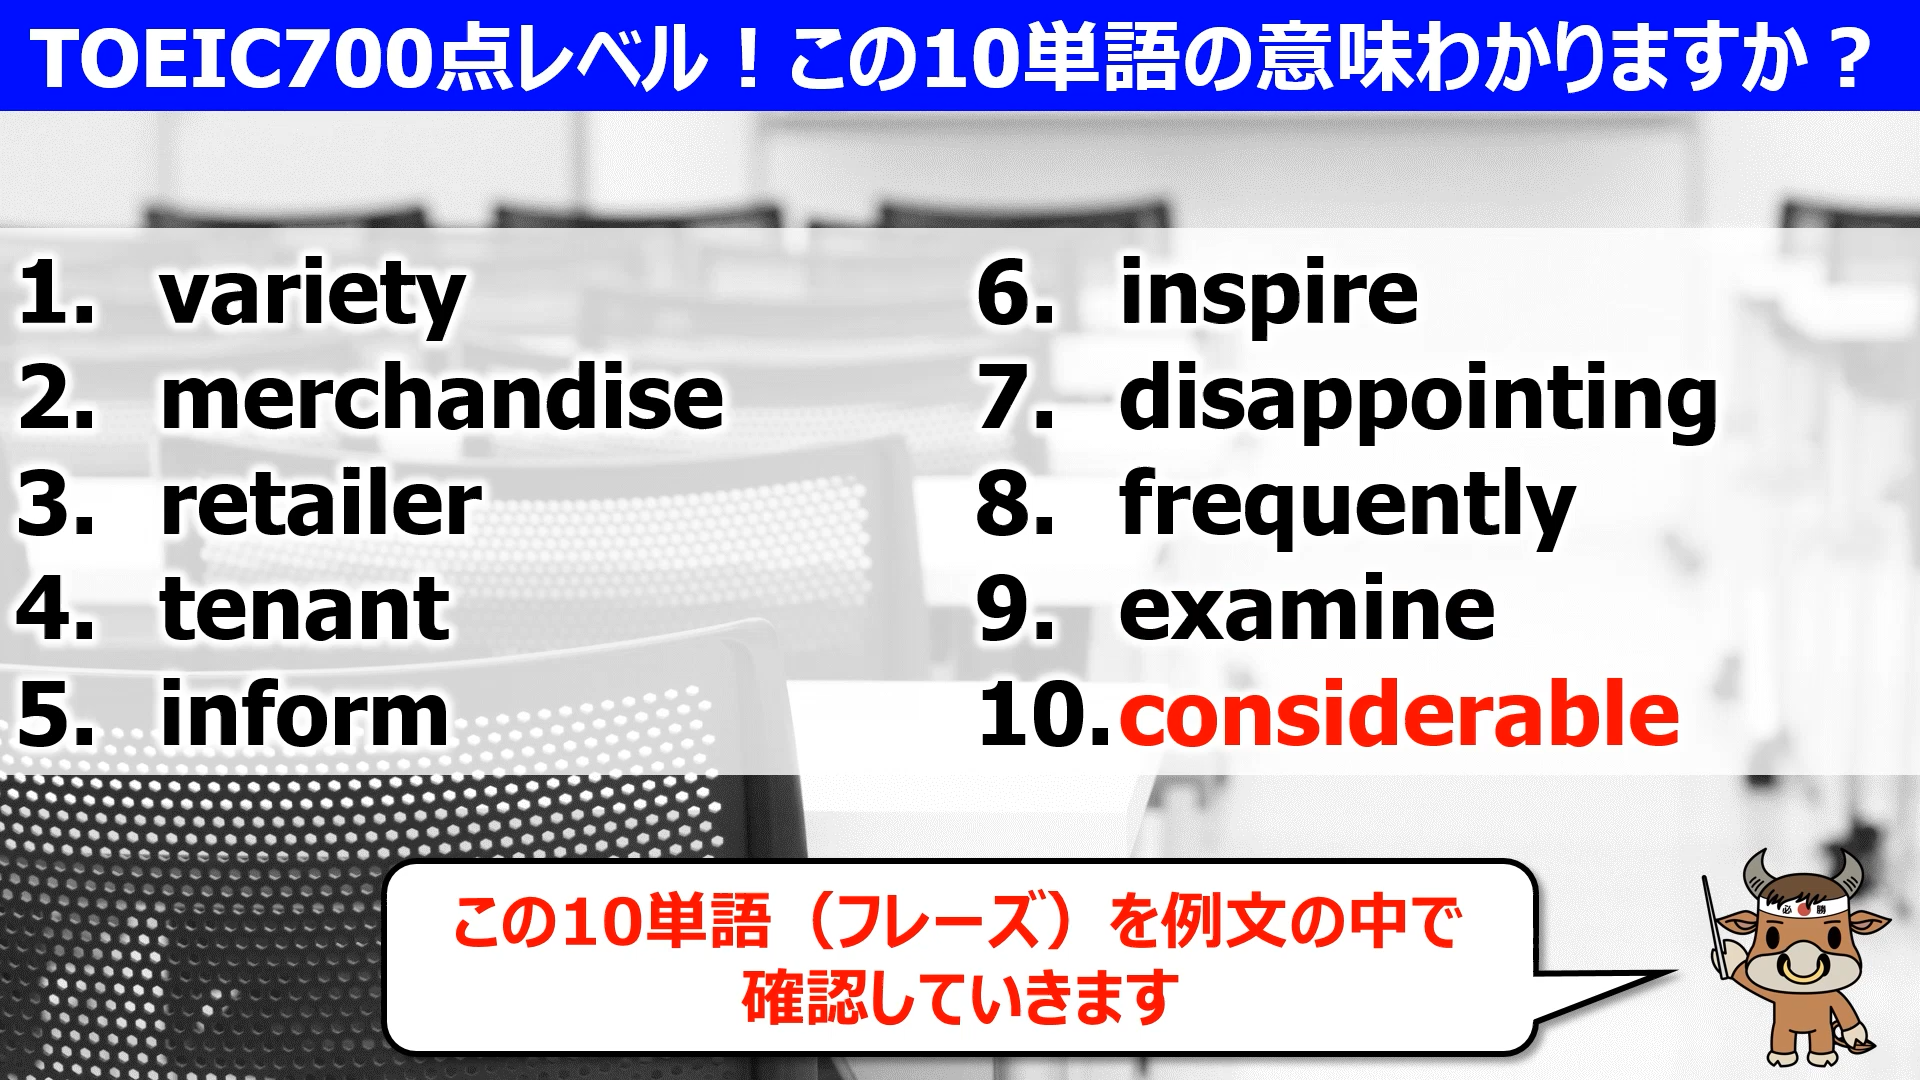 TOEIC700点レベル！この10単語の意味わかりますか？
1. variety
2. merchandise
3. retailer
4. tenant
5. inform
6. inspire
7. disappointing
8. frequently
9. examine
10. considerable
この10単語（フレーズ）を例文の中で
確認していきます
必勝